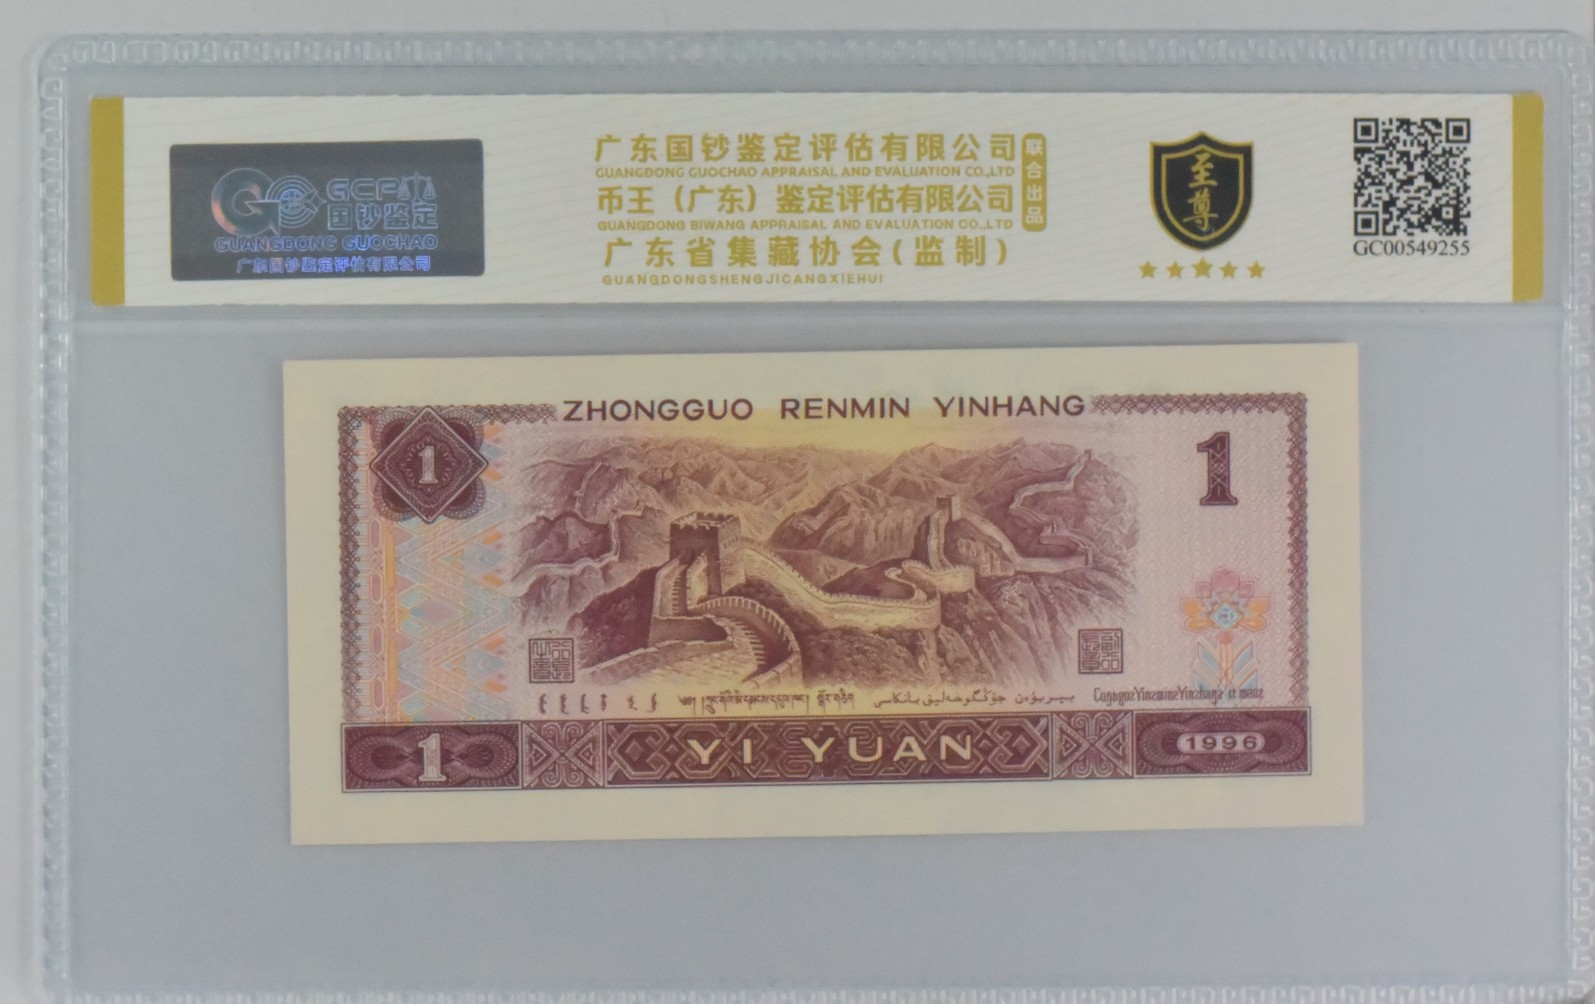 GCP
国钞鉴定
GUANGDONG GUOCHAO
广东国钞鉴定评估有限公司
广东国钞鉴定评估有限公司
GUANGDONG GUOCHAO APPRAISAL AND EVALUATION CO.,LTD
币王（广东）鉴定评估有限公司
GUANGDONG BIWANG APPRAISAL AND EVALUATION CO.,LTD
广东省集藏协会(监制)
GUANGDONGSHENGJICANGXIEHUI
联合出品
至尊
GC00549255
ZHONGGUO RENMIN YINHANG
1
1
1
YI YUAN
1996